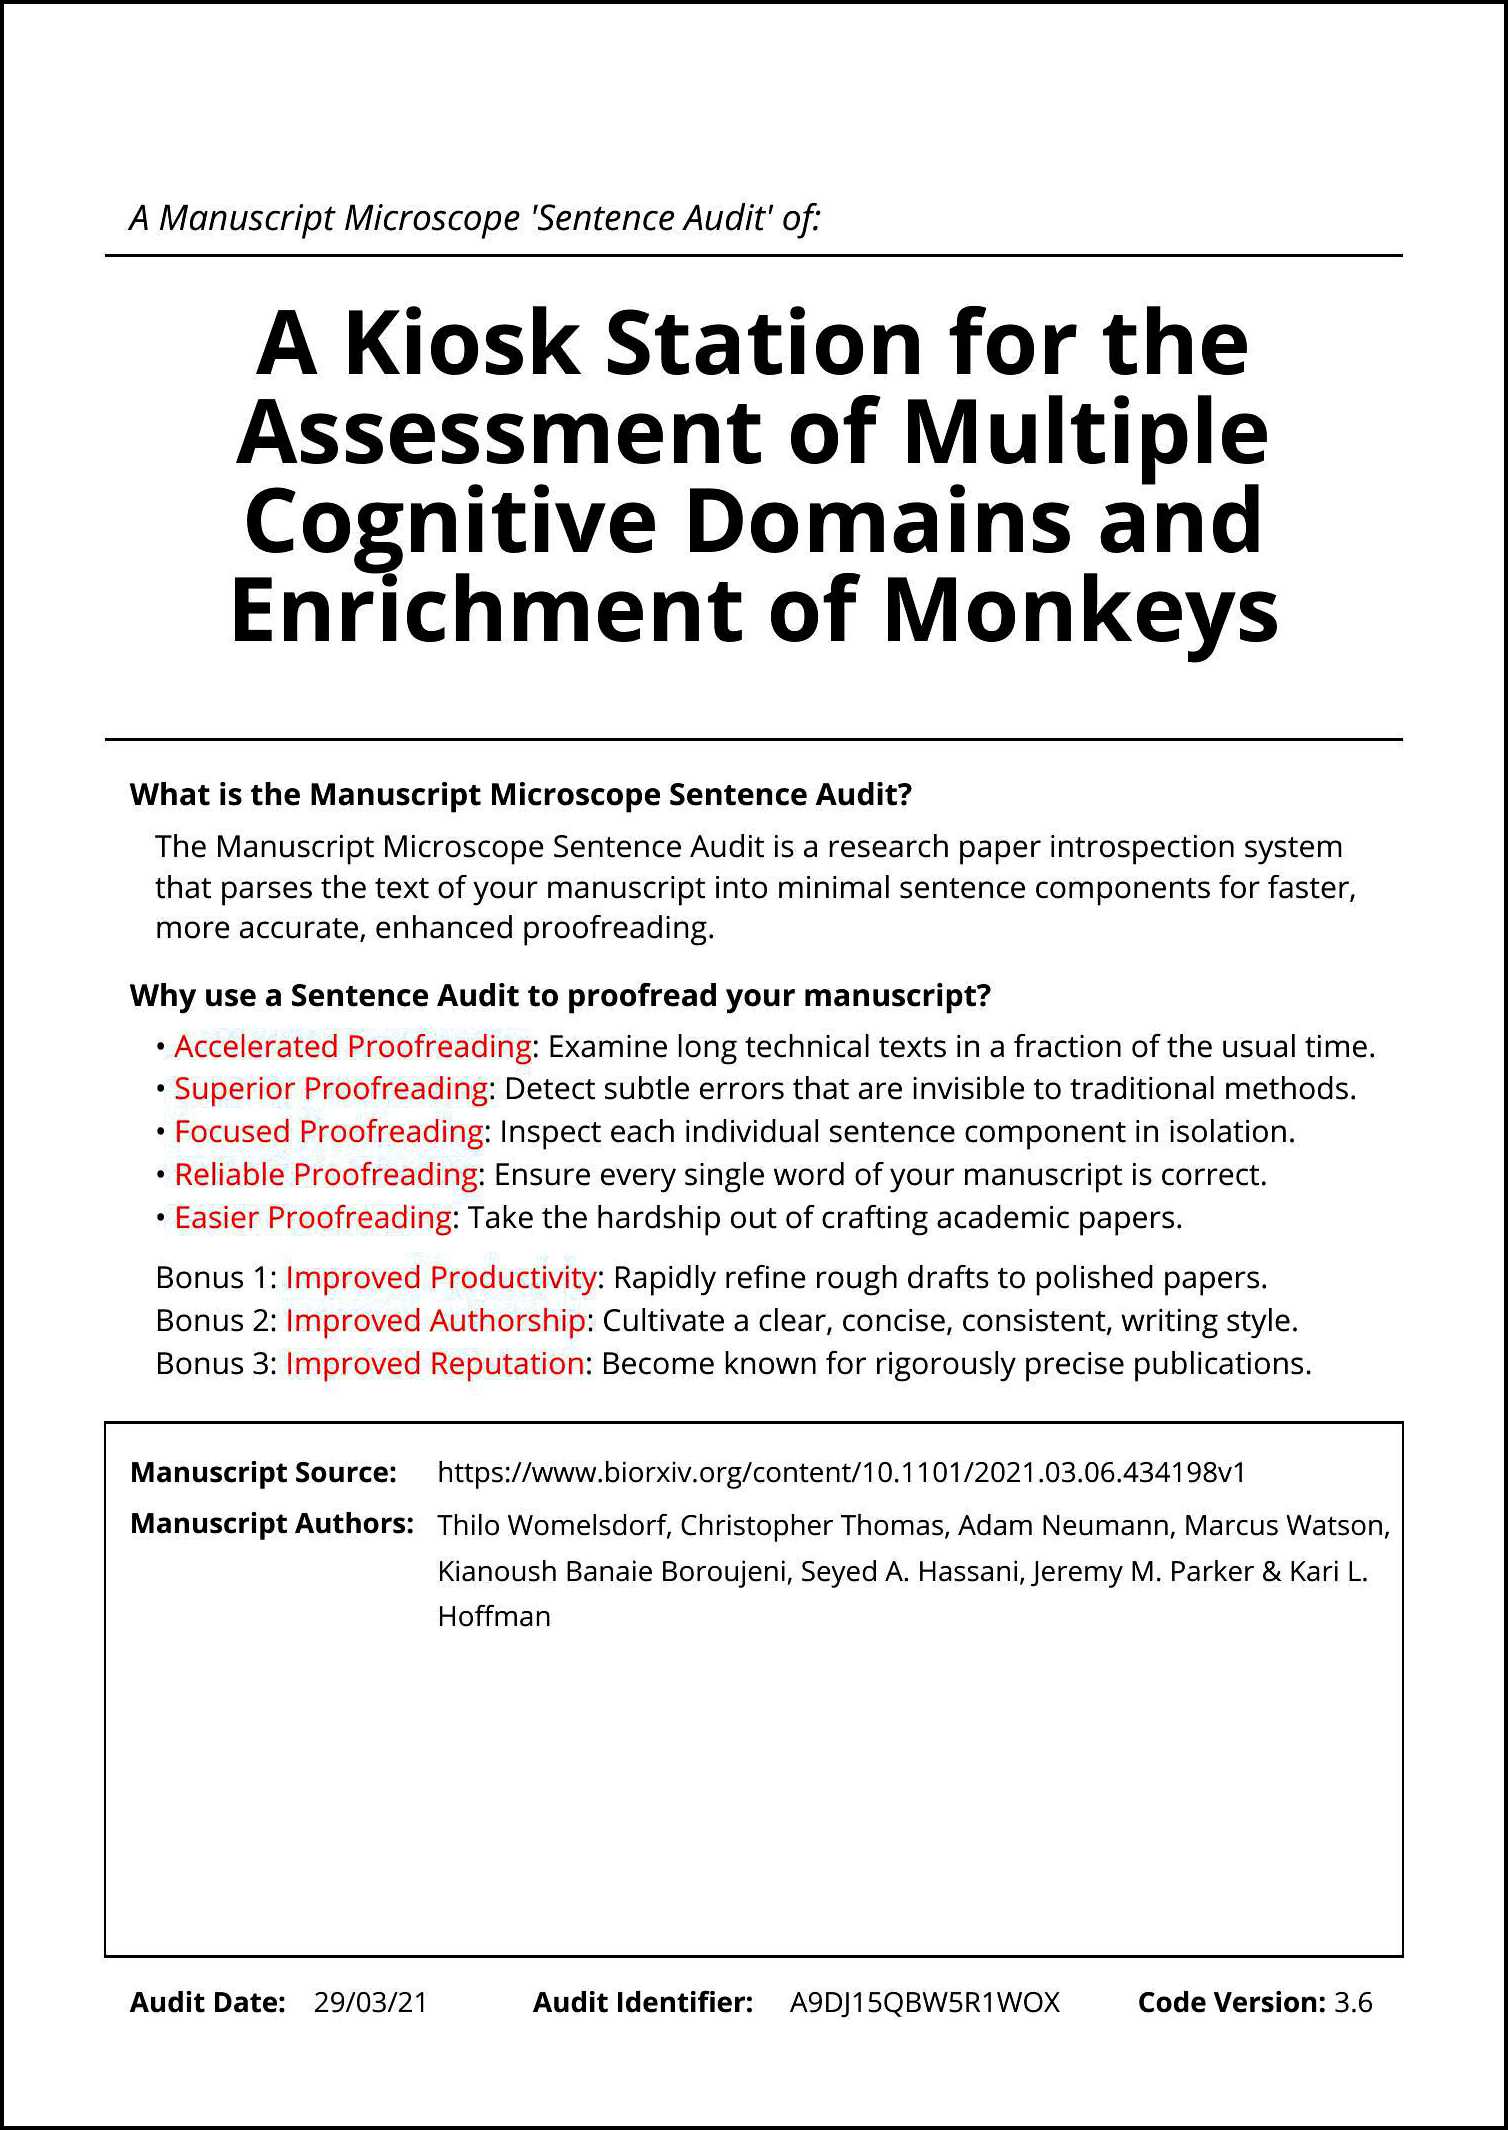 A Manuscript Microscope 'Sentence Audit' of:
A Kiosk Station for the
Assessment of Multiple
Cognitive Domains and
Enrichment of Monkeys
What is the Manuscript Microscope Sentence Audit?
The Manuscript Microscope Sentence Audit is a research paper introspection system
that parses the text of your manuscript into minimal sentence components for faster,
more accurate, enhanced proofreading.
Why use a Sentence Audit to proofread your manuscript?
• Accelerated Proofreading: Examine long technical texts in a fraction of the usual time.
• Superior Proofreading: Detect subtle errors that are invisible to traditional methods.
• Focused Proofreading: Inspect each individual sentence component in isolation.
• Reliable Proofreading: Ensure every single word of your manuscript is correct.
• Easier Proofreading: Take the hardship out of crafting academic papers.
Bonus 1: Improved Productivity: Rapidly refine rough drafts to polished papers.
Bonus 2: Improved Authorship: Cultivate a clear, concise, consistent, writing style.
Bonus 3: Improved Reputation: Become known for rigorously precise publications.
Manuscript Source: https://www.biorxiv.org/content/10.1101/2021.03.06.434198v1
Manuscript Authors: Thilo Womelsdorf, Christopher Thomas, Adam Neumann, Marcus Watson,
Kianoush Banaie Boroujeni, Seyed A. Hassani, Jeremy M. Parker & Kari L.
Hoffman
Audit Date: 29/03/21 Audit Identifier: A9DJ15QBW5R1WOX Code Version: 3.6